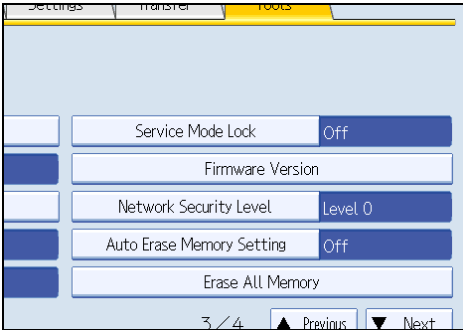 Settings Transfer Tools
Service Mode Lock Off
Firmware Version
Network Security Level Level 0
Auto Erase Memory Setting Off
Erase All Memory
3/4 ▲ Previous ▼ Next